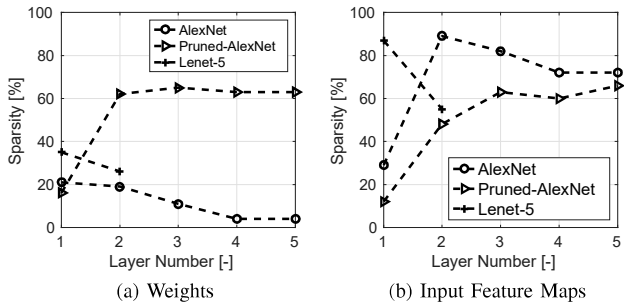 100
80
60
40
20
0
Sparsity [%]
AlexNet
Pruned-AlexNet
Lenet-5
1 2 3 4 5
Layer Number [-]
(a) Weights
100
80
60
40
20
0
Sparsity [%]
AlexNet
Pruned-AlexNet
Lenet-5
1 2 3 4 5
Layer Number [-]
(b) Input Feature Maps